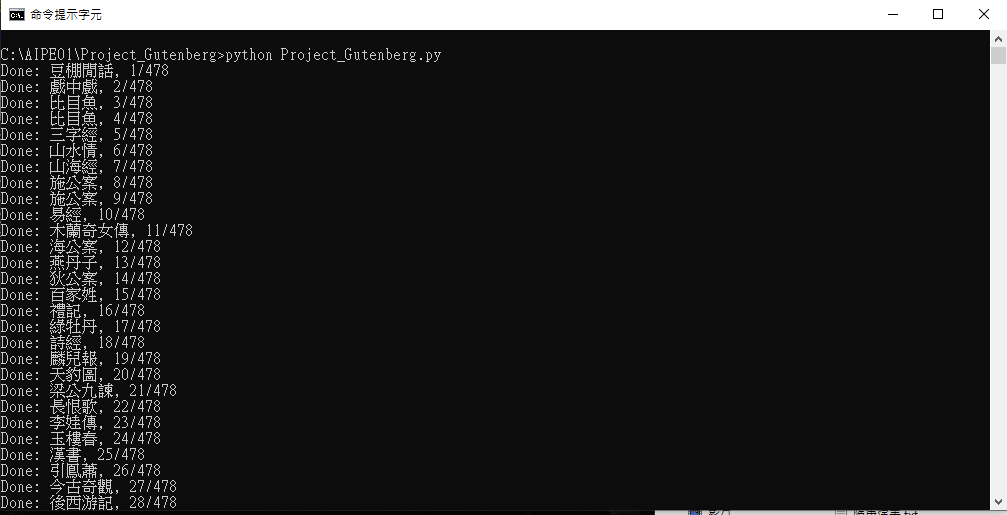 命令提示字元
C:\AIPE01\Project_Gutenberg>python Project_Gutenberg.py
Done: 豆棚閒話, 1/478
Done: 戲中戲, 2/478
Done: 比目魚, 3/478
Done: 比目魚, 4/478
Done: 三字經, 5/478
Done: 山水情, 6/478
Done: 山海經, 7/478
Done: 施公案, 8/478
Done: 施公案, 9/478
Done: 易經, 10/478
Done: 木蘭奇女傳, 11/478
Done: 海公案, 12/478
Done: 燕丹子, 13/478
Done: 狄公案, 14/478
Done: 百家姓, 15/478
Done: 禮記, 16/478
Done: 綠牡丹, 17/478
Done: 詩經, 18/478
Done: 麟兒報, 19/478
Done: 天豹圖, 20/478
Done: 梁公九諫, 21/478
Done: 長恨歌, 22/478
Done: 李娃傳, 23/478
Done: 玉樓春, 24/478
Done: 漢書, 25/478
Done: 引鳳蕭, 26/478
Done: 今古奇觀, 27/478
Done: 後西游記, 28/478